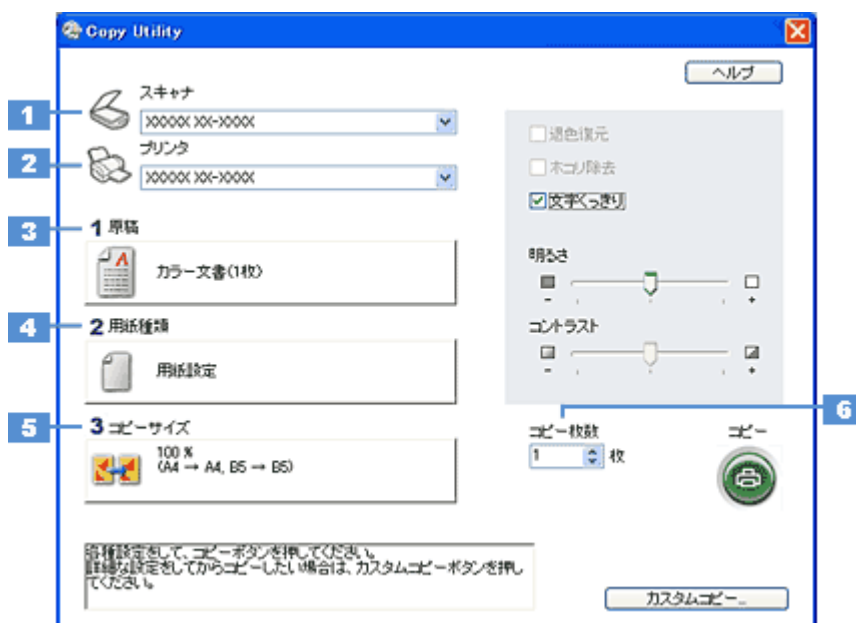 Copy Utility
ヘルプ
スキャナ
1
XXXXX XX-XXXX
プリンタ
2
XXXXX XX-XXXX
退色復元
ホコリ除去
文字くっきり
3
1 原稿
カラー文書(1枚)
明るさ
- +
4
2 用紙種類
用紙設定
コントラスト
- +
5
3 コピーサイズ
100 %
(A4 → A4, B5 → B5)
6
コピー枚数
1 枚
コピー
各種設定をして、コピーボタンを押してください。
詳細な設定をしてからコピーしたい場合は、カスタムコピーボタンを押し
てください。
カスタムコピー...